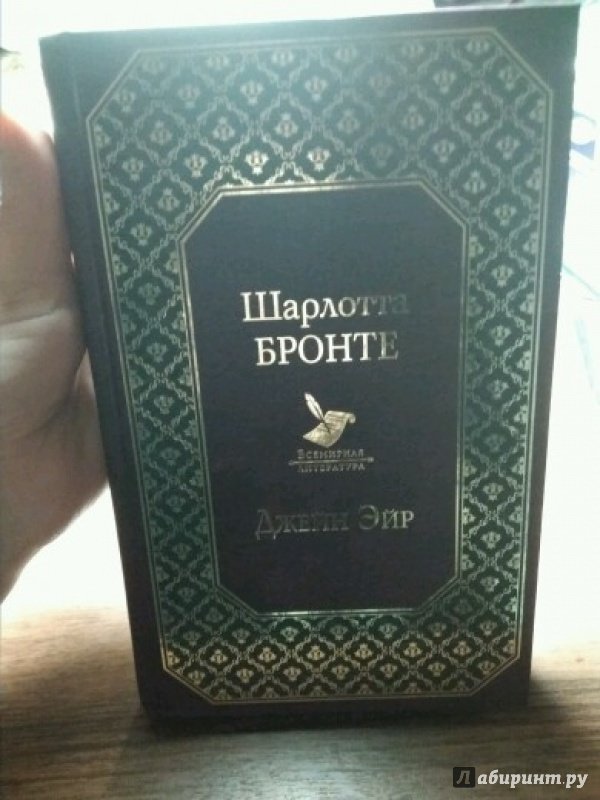 Шарлотта
БРОНТЕ
Всемирная
литература
Джейн Эйр
Лабиринт.ру